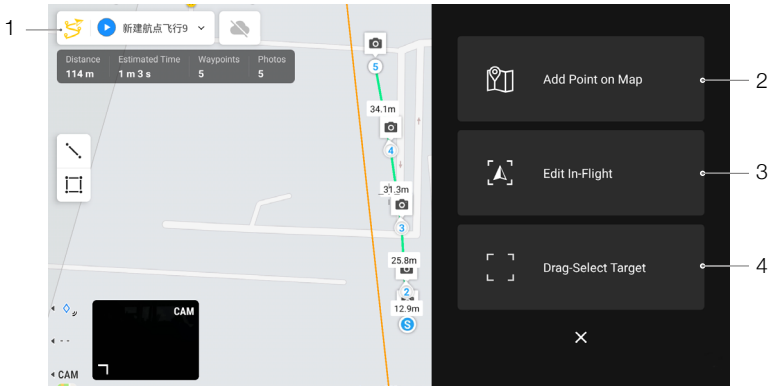 1
新建航点飞行9
Distance Estimated Time Waypoints Photos
114 m 1 m 3 s 5 5
5
34.1m
4
31.3m
3
25.8m
2
12.9m
S
CAM
- -
CAM
Add Point on Map
2
Edit In-Flight
3
Drag-Select Target
4